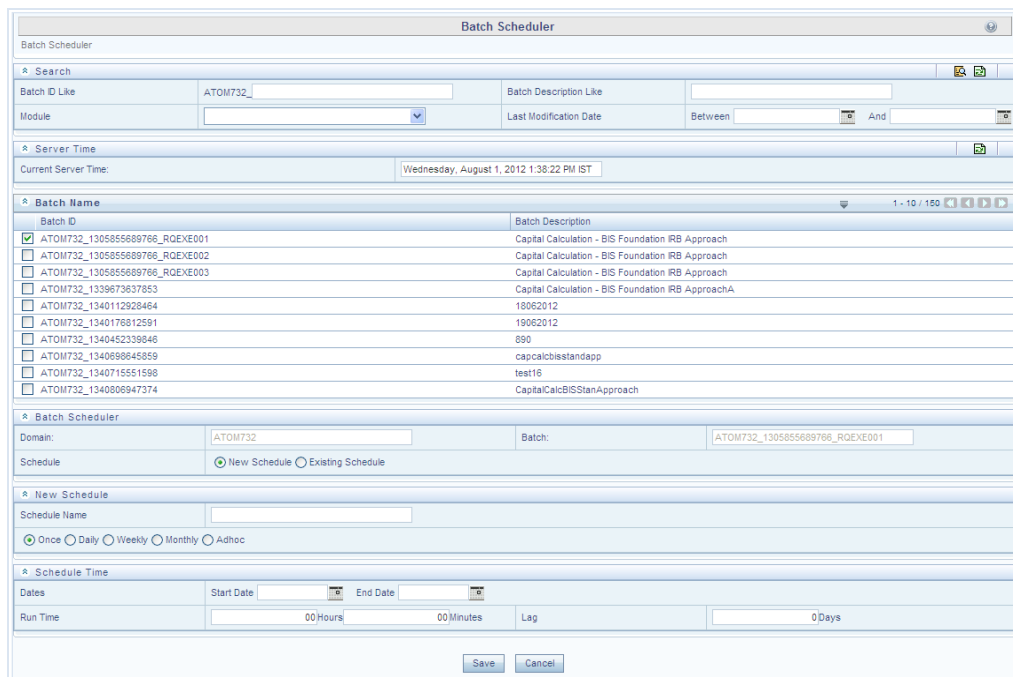 Batch Scheduler
Batch Scheduler
Search
Batch ID Like ATOM732_ Batch Description Like
Module Last Modification Date Between And
Server Time
Current Server Time: Wednesday, August 1, 2012 1:38:22 PM IST
Batch Name 1 - 10 / 150
Batch ID Batch Description
ATOM732_1305855689766_RQEXE001 Capital Calculation - BIS Foundation IRB Approach
ATOM732_1305855689766_RQEXE002 Capital Calculation - BIS Foundation IRB Approach
ATOM732_1305855689766_RQEXE003 Capital Calculation - BIS Foundation IRB Approach
ATOM732_1339673637853 Capital Calculation - BIS Foundation IRB ApproachA
ATOM732_1340112928464 18062012
ATOM732_1340176812591 19062012
ATOM732_1340452339846 890
ATOM732_1340698645859 capcalcbisstandapp
ATOM732_1340715551598 test16
ATOM732_1340806947374 CapitalCalcBISStanApproach
Batch Scheduler
Domain: ATOM732 Batch: ATOM732_1305855689766_RQEXE001
Schedule New Schedule Existing Schedule
New Schedule
Schedule Name
Once Daily Weekly Monthly Adhoc
Schedule Time
Dates Start Date End Date
Run Time 00 Hours 00 Minutes Lag 0 Days
Save Cancel